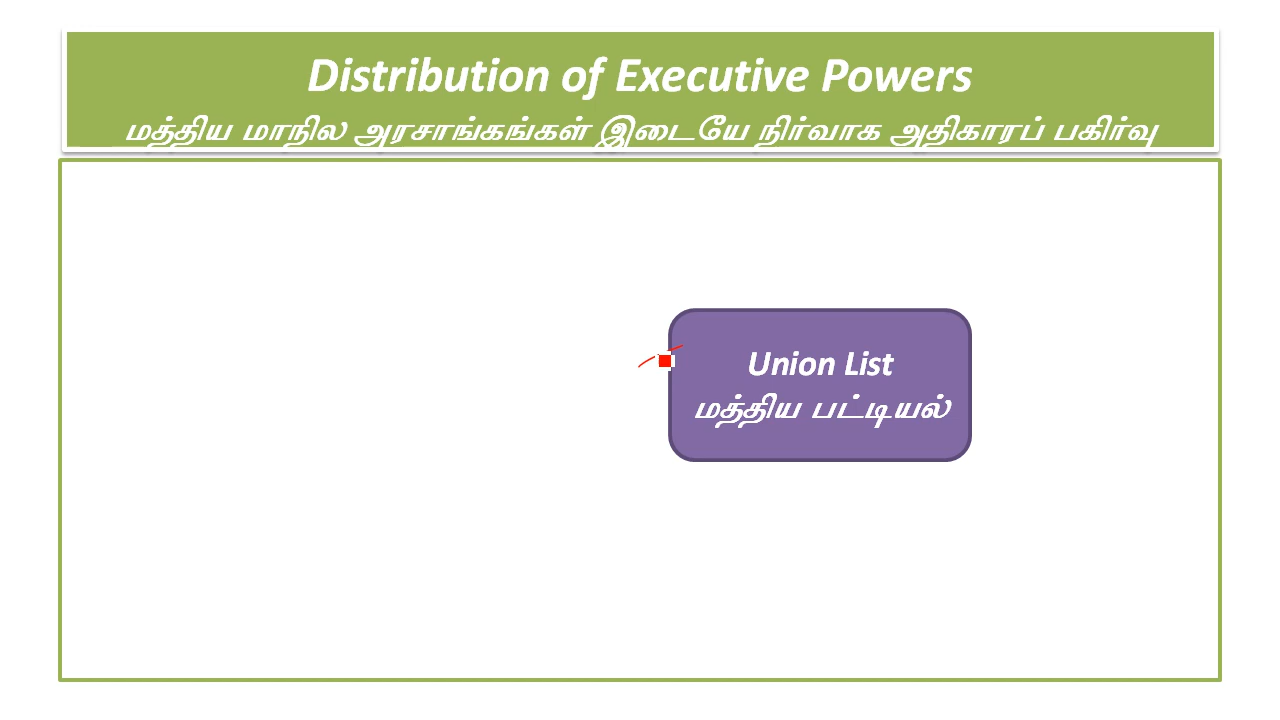 Distribution of Executive Powers
மத்திய மாநில அரசாங்கங்கள் இடையே நிர்வாக அதிகாரப் பகிர்வு
Union List
மத்திய பட்டியல்